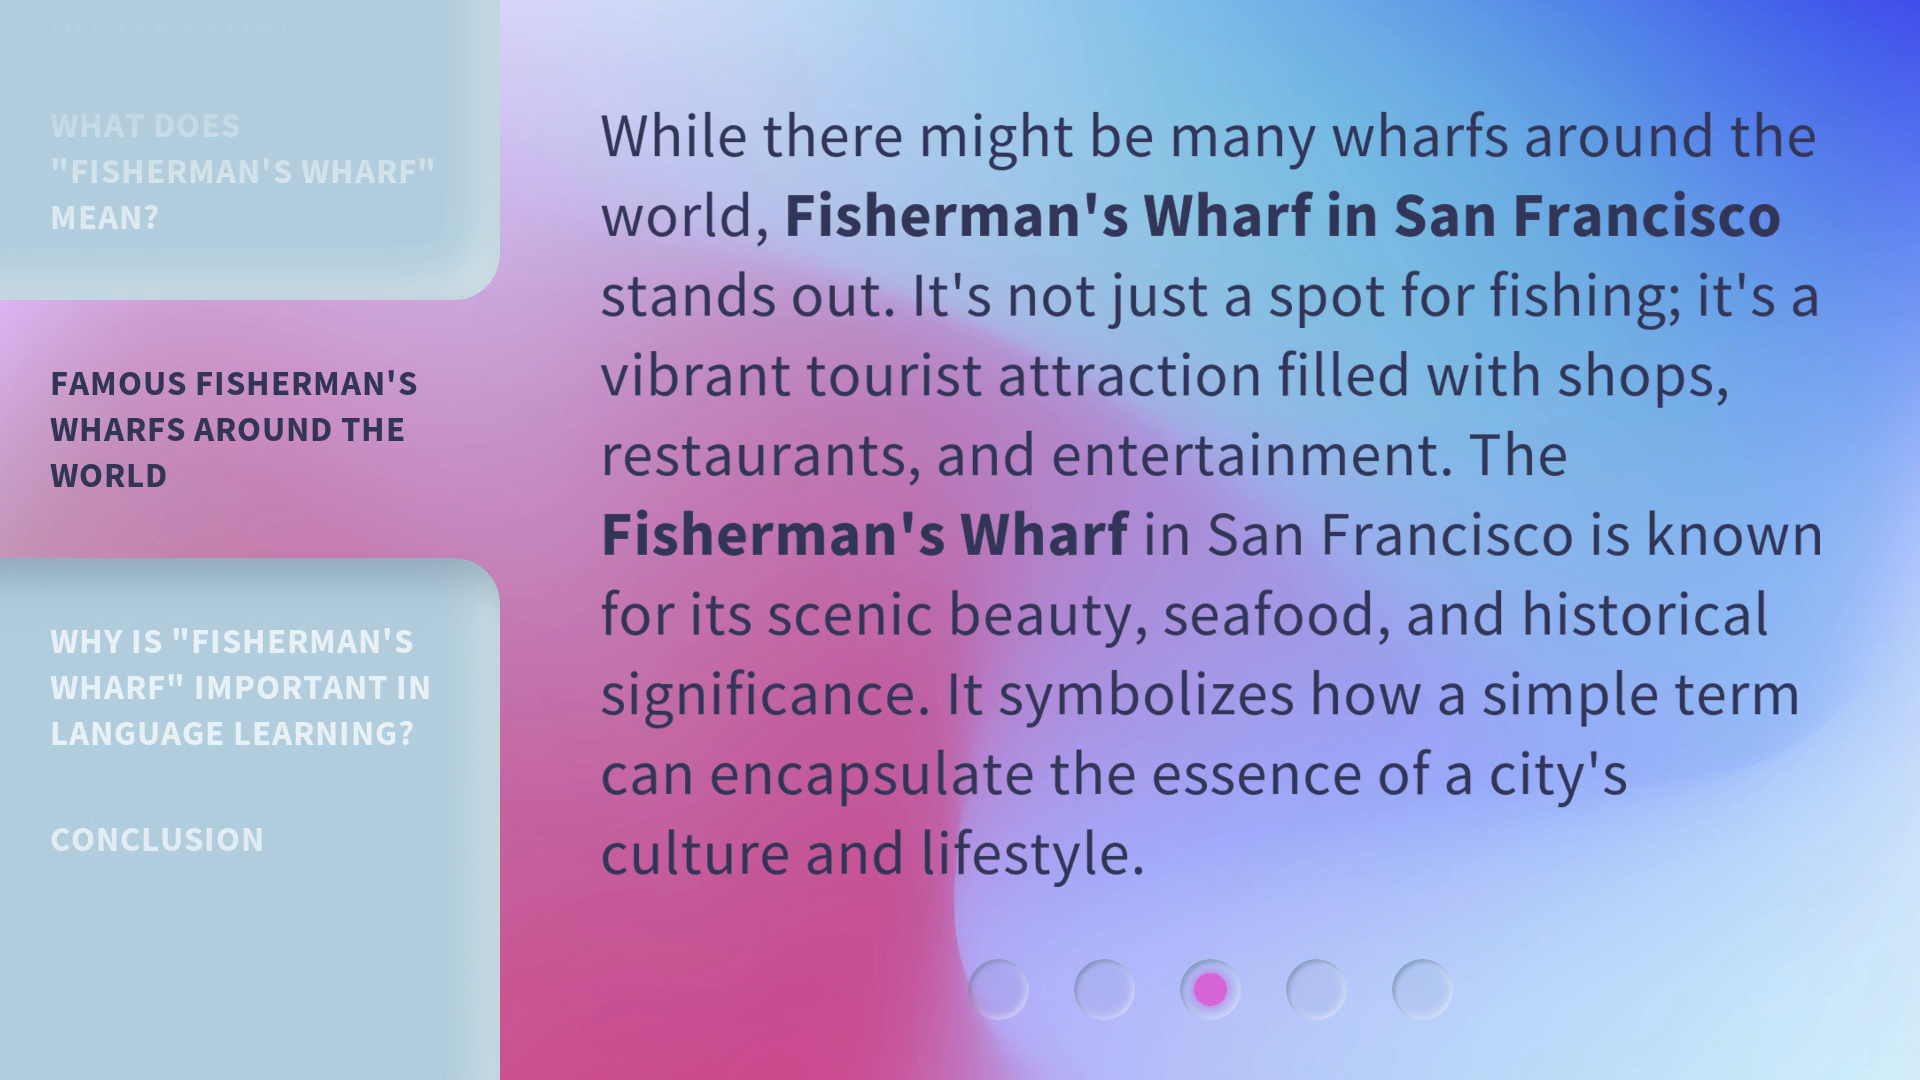 WHAT DOES
"FISHERMAN'S WHARF"
MEAN?
FAMOUS FISHERMAN'S
WHARFS AROUND THE
WORLD
WHY IS "FISHERMAN'S
WHARF" IMPORTANT IN
LANGUAGE LEARNING?
CONCLUSION
While there might be many wharfs around the
world, Fisherman's Wharf in San Francisco
stands out. It's not just a spot for fishing; it's a
vibrant tourist attraction filled with shops,
restaurants, and entertainment. The
Fisherman's Wharf in San Francisco is known
for its scenic beauty, seafood, and historical
significance. It symbolizes how a simple term
can encapsulate the essence of a city's
culture and lifestyle.